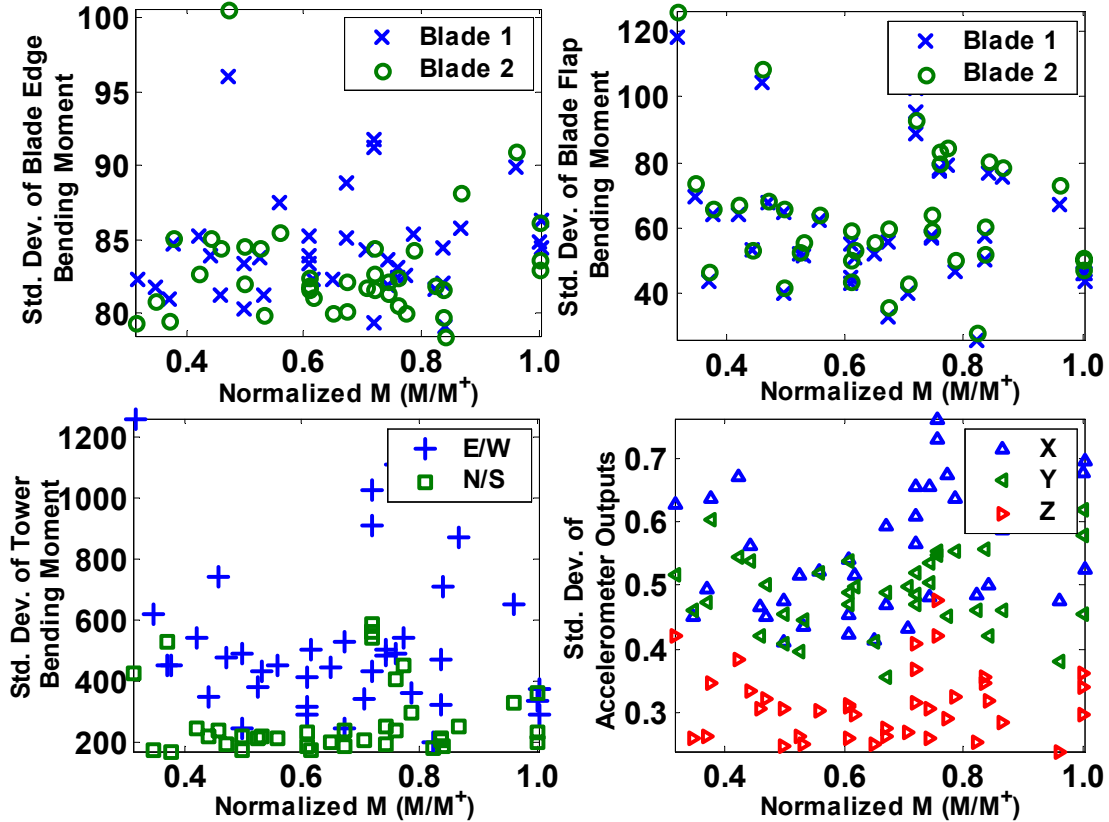 Std. Dev. of Blade Edge
Bending Moment
100
95
90
85
80
Blade 1
Blade 2
0.4
0.6
0.8
1.0
Normalized M (M/M⁺)
Std. Dev. of Blade Flap
Bending Moment
120
100
80
60
40
Blade 1
Blade 2
0.4
0.6
0.8
1.0
Normalized M (M/M⁺)
Std. Dev. of Tower
Bending Moment
1200
1000
800
600
400
200
E/W
N/S
0.4
0.6
0.8
1.0
Normalized M (M/M⁺)
Std. Dev. of
Accelerometer Outputs
0.7
0.6
0.5
0.4
0.3
X
Y
Z
0.4
0.6
0.8
1.0
Normalized M (M/M⁺)